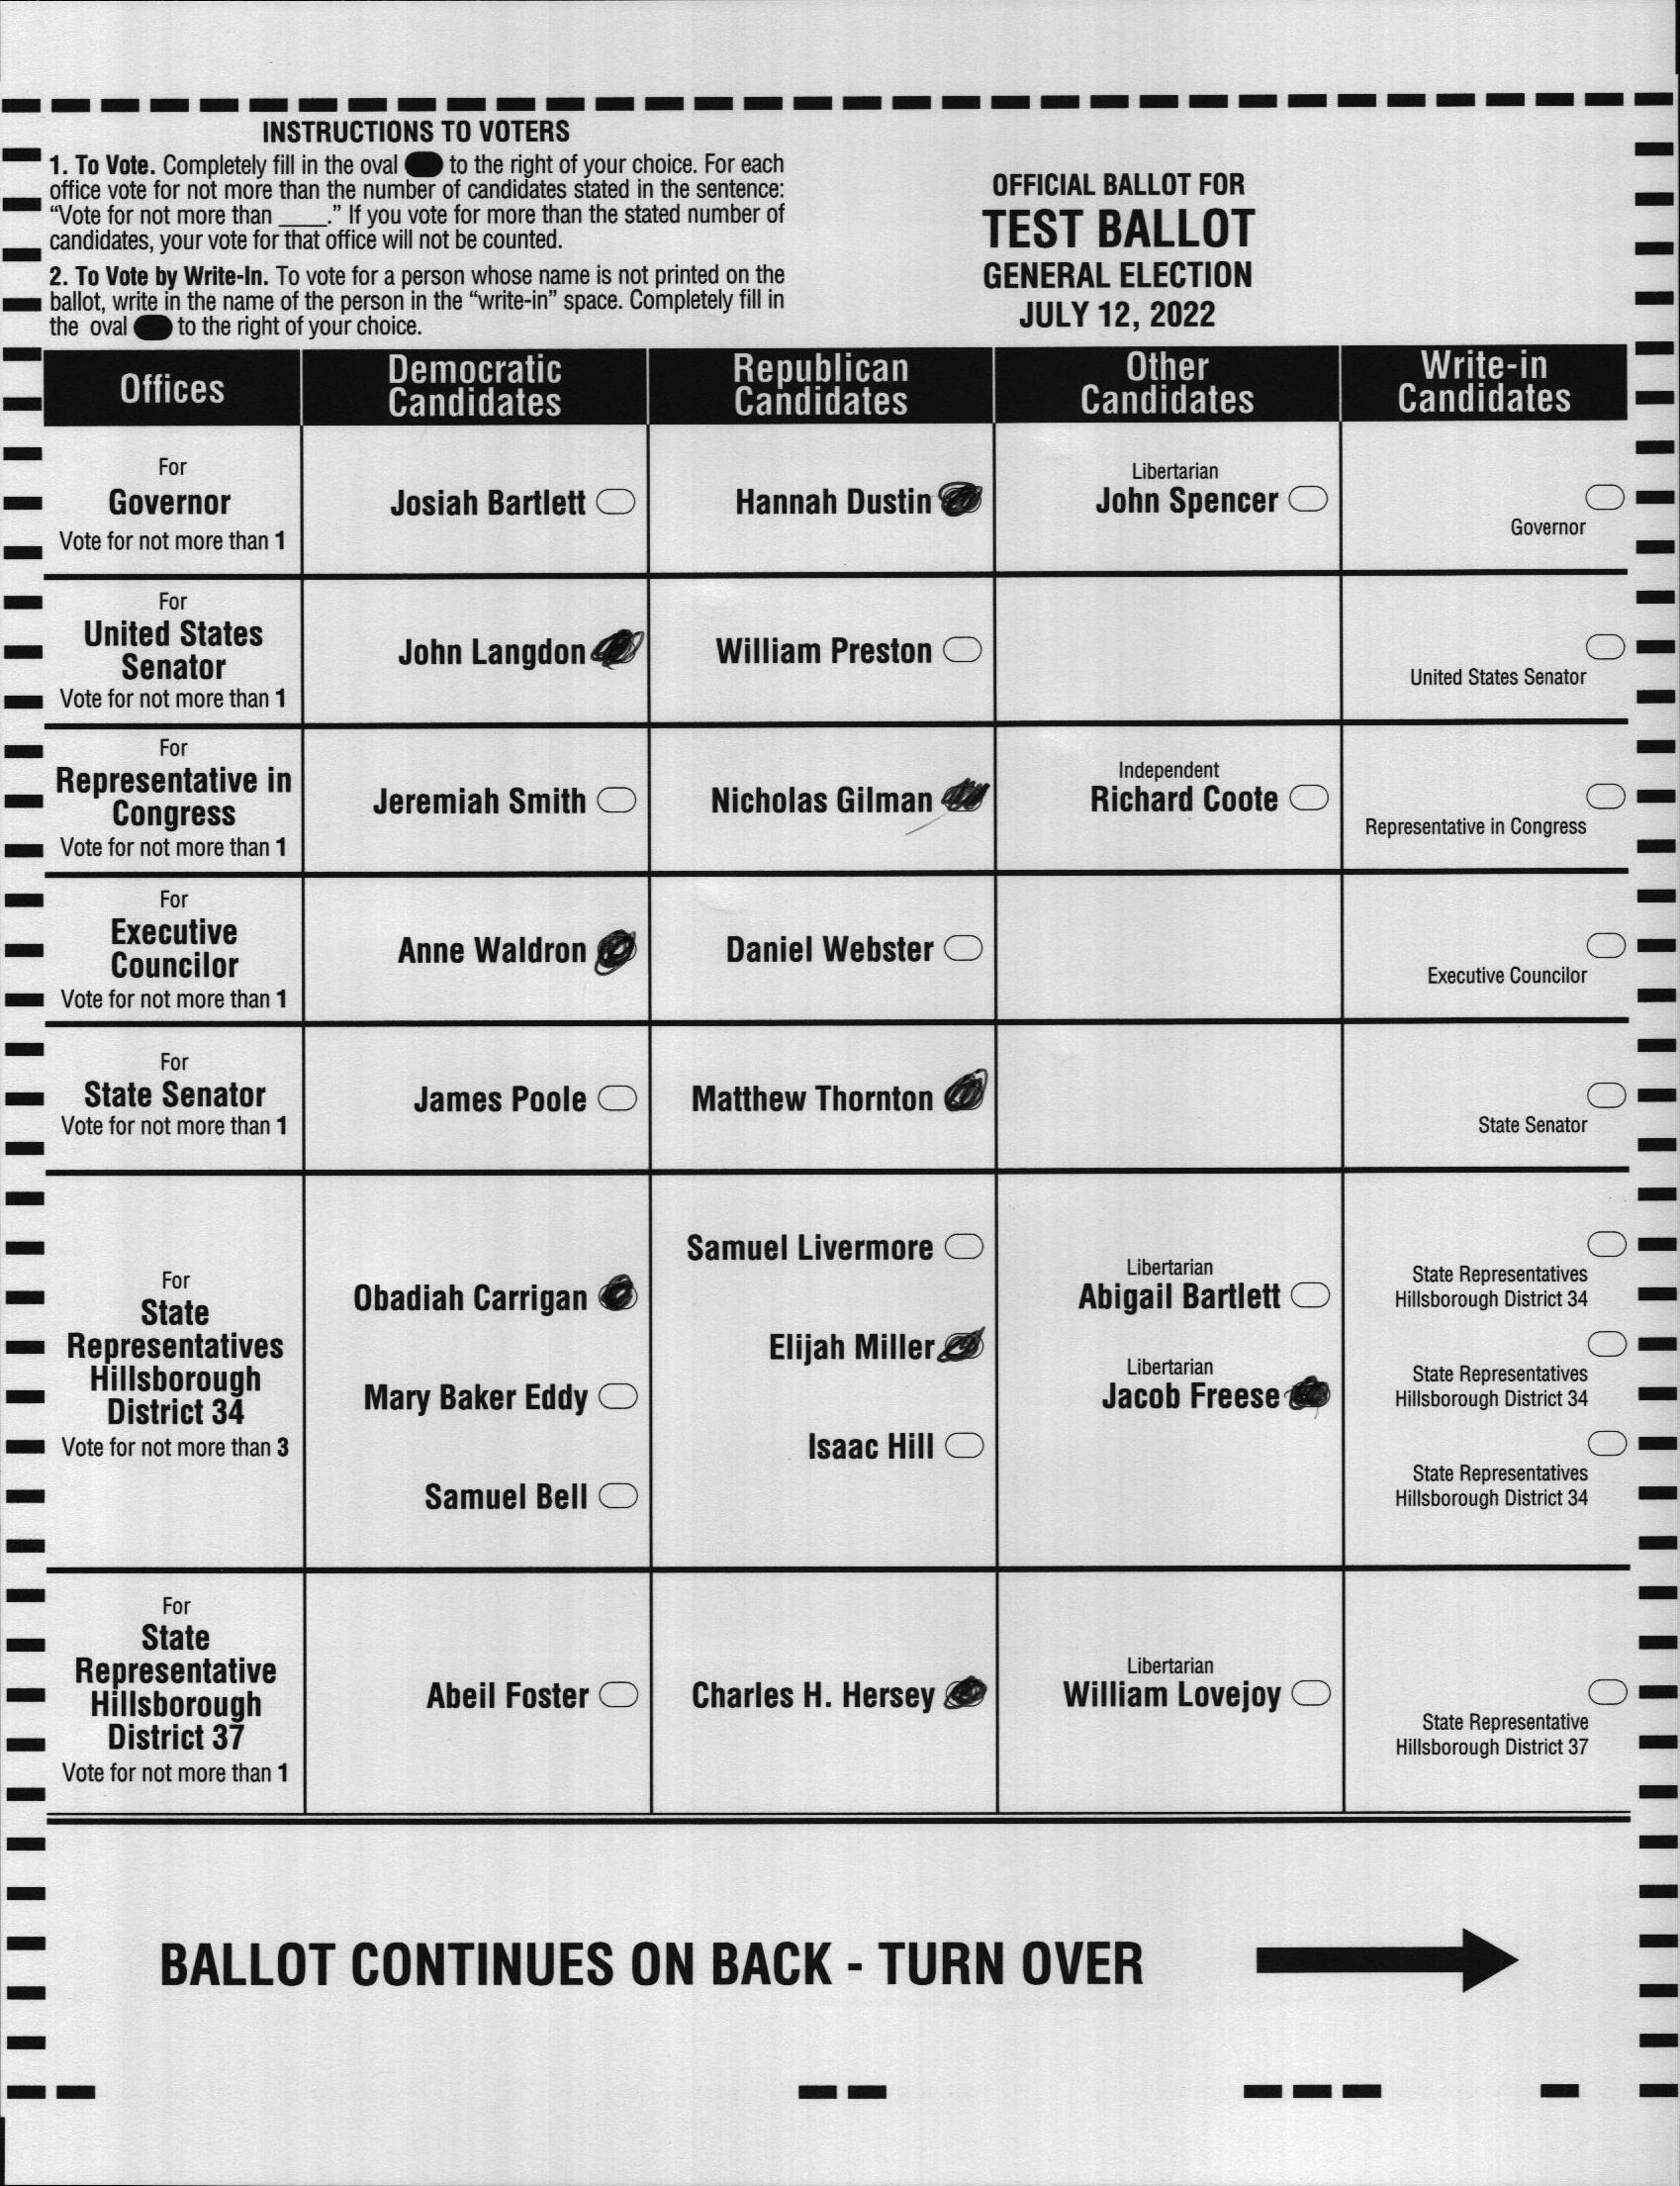 INSTRUCTIONS TO VOTERS
1. To Vote. Completely fill in the oval to the right of your choice. For each
office vote for not more than the number of candidates stated in the sentence:
“Vote for not more than ____.” If you vote for more than the stated number of
candidates, your vote for that office will not be counted.
2. To Vote by Write-In. To vote for a person whose name is not printed on the
ballot, write in the name of the person in the “write-in” space. Completely fill in
the oval to the right of your choice.
OFFICIAL BALLOT FOR
TEST BALLOT
GENERAL ELECTION
JULY 12, 2022
Offices
Democratic
Candidates
Republican
Candidates
Other
Candidates
Write-in
Candidates
For
Governor
Vote for not more than 1
Josiah Bartlett
Hannah Dustin
Libertarian
John Spencer
Governor
For
United States
Senator
Vote for not more than 1
John Langdon
William Preston
United States Senator
For
Representative in
Congress
Vote for not more than 1
Jeremiah Smith
Nicholas Gilman
Independent
Richard Coote
Representative in Congress
For
Executive
Councilor
Vote for not more than 1
Anne Waldron
Daniel Webster
Executive Councilor
For
State Senator
Vote for not more than 1
James Poole
Matthew Thornton
State Senator
For
State
Representatives
Hillsborough
District 34
Vote for not more than 3
Obadiah Carrigan
Mary Baker Eddy
Samuel Bell
Samuel Livermore
Elijah Miller
Isaac Hill
Libertarian
Abigail Bartlett
Libertarian
Jacob Freese
State Representatives
Hillsborough District 34
State Representatives
Hillsborough District 34
State Representatives
Hillsborough District 34
For
State
Representative
Hillsborough
District 37
Vote for not more than 1
Abeil Foster
Charles H. Hersey
Libertarian
William Lovejoy
State Representative
Hillsborough District 37
BALLOT CONTINUES ON BACK - TURN OVER